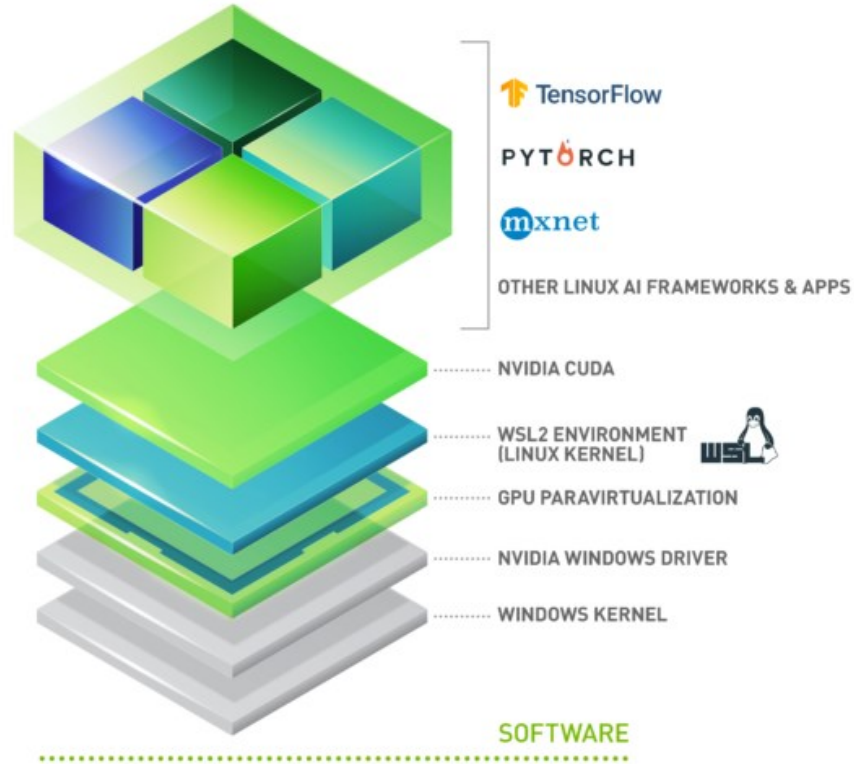 TensorFlow
PYTORCH
mxnet
OTHER LINUX AI FRAMEWORKS & APPS
NVIDIA CUDA
WSL2 ENVIRONMENT
(LINUX KERNEL)
WSL
GPU PARAVIRTUALIZATION
NVIDIA WINDOWS DRIVER
WINDOWS KERNEL
SOFTWARE